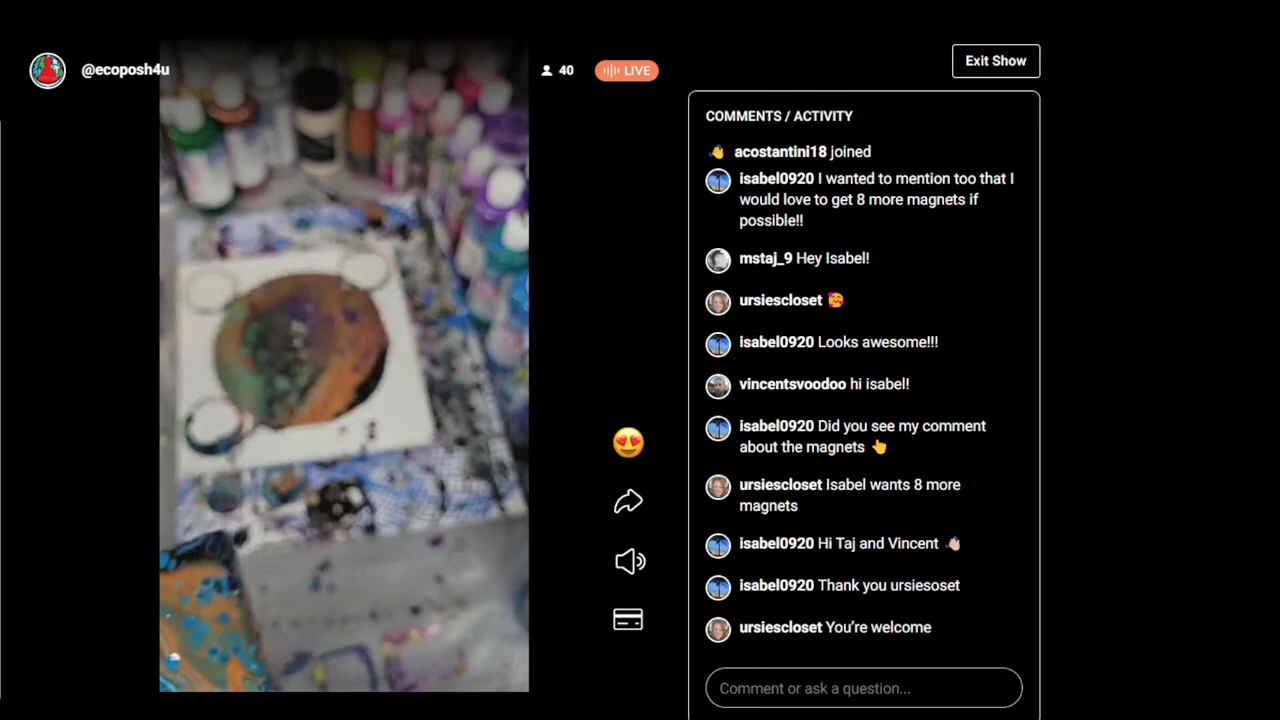 @ecoposh4u
40
LIVE
Exit Show
COMMENTS / ACTIVITY
acostantini18 joined
isabel0920 I wanted to mention too that I
would love to get 8 more magnets if
possible!!
mstaj_9 Hey Isabel!
ursiescloset
isabel0920 Looks awesome!!!
vincentsvoodoo hi isabel!
isabel0920 Did you see my comment
about the magnets
ursiescloset Isabel wants 8 more
magnets
isabel0920 Hi Taj and Vincent
isabel0920 Thank you ursiesoset
ursiescloset You’re welcome
Comment or ask a question...